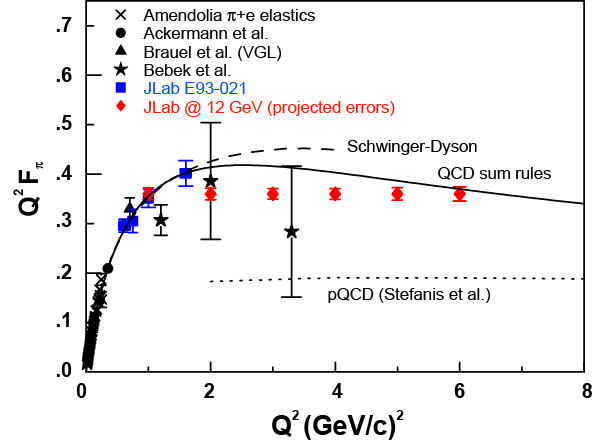 .7
.5
.4
.3
.2
.1
.0
Q² Fπ
Amendolia π+e elastics
Ackermann et al.
Brauel et al. (VGL)
Bebek et al.
JLab E93-021
JLab @ 12 GeV (projected errors)
Schwinger-Dyson
QCD sum rules
pQCD (Stefanis et al.)
0 2 4 6 8
Q² (GeV/c)²